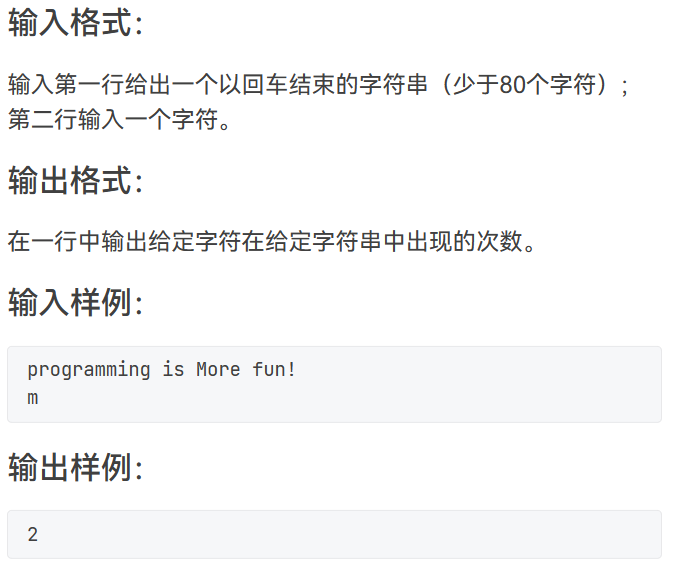 输入格式：
输入第一行给出一个以回车结束的字符串（少于80个字符）；
第二行输入一个字符。
输出格式：
在一行中输出给定字符在给定字符串中出现的次数。
输入样例：
programming is More fun!
m
输出样例：
2